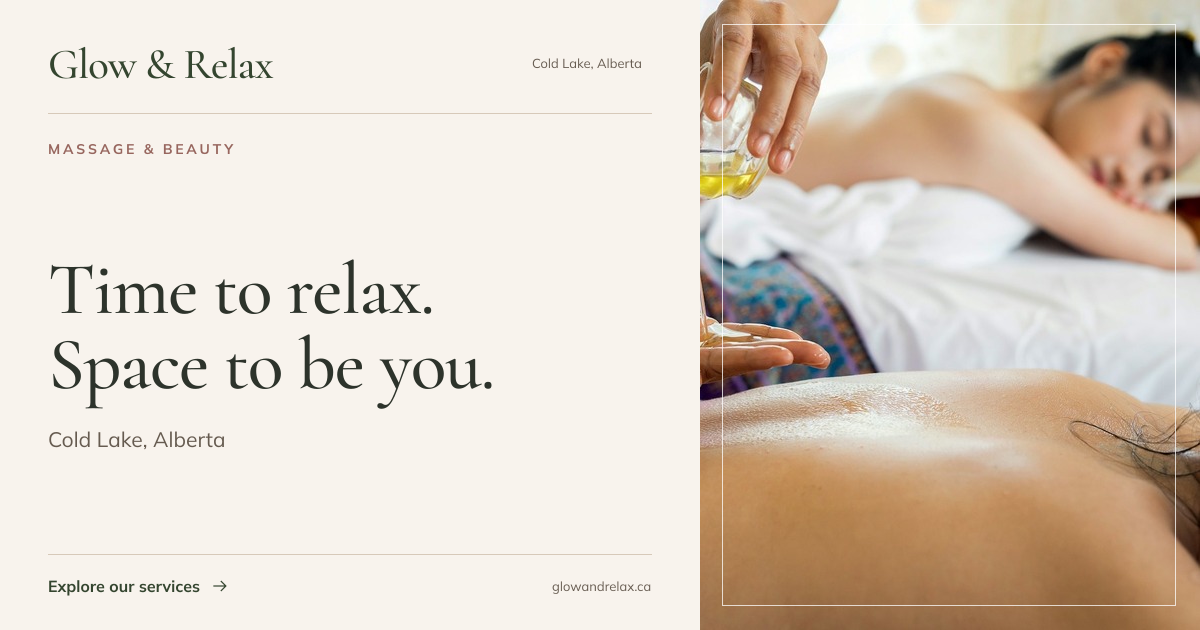 Glow & Relax
Cold Lake, Alberta
MASSAGE & BEAUTY
Time to relax.
Space to be you.
Cold Lake, Alberta
Explore our services →
glowandrelax.ca